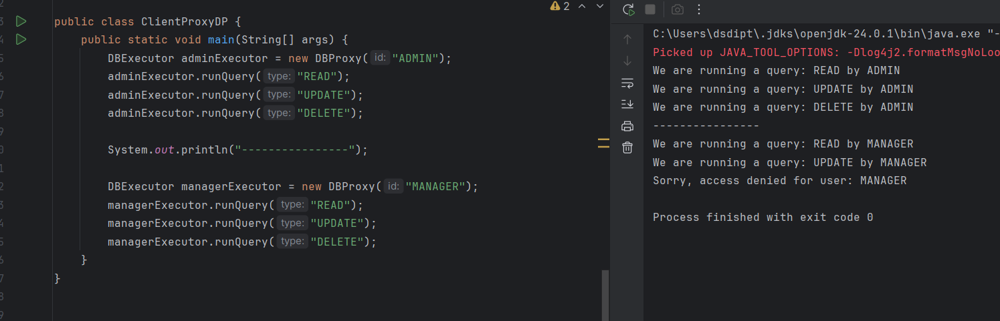 2
public class ClientProxyDP {
public static void main(String[] args) {
DBExecutor adminExecutor = new DBProxy( id: "ADMIN");
adminExecutor.runQuery( type: "READ");
adminExecutor.runQuery( type: "UPDATE");
adminExecutor.runQuery( type: "DELETE");
System.out.println("----------------");
DBExecutor managerExecutor = new DBProxy( id: "MANAGER");
managerExecutor.runQuery( type: "READ");
managerExecutor.runQuery( type: "UPDATE");
managerExecutor.runQuery( type: "DELETE");
}
}
C:\Users\dsdipt\.jdks\openjdk-24.0.1\bin\java.exe "-
Picked up JAVA_TOOL_OPTIONS: -Dlog4j2.formatMsgNoLoo
We are running a query: READ by ADMIN
We are running a query: UPDATE by ADMIN
We are running a query: DELETE by ADMIN
----------------
We are running a query: READ by MANAGER
We are running a query: UPDATE by MANAGER
Sorry, access denied for user: MANAGER
Process finished with exit code 0